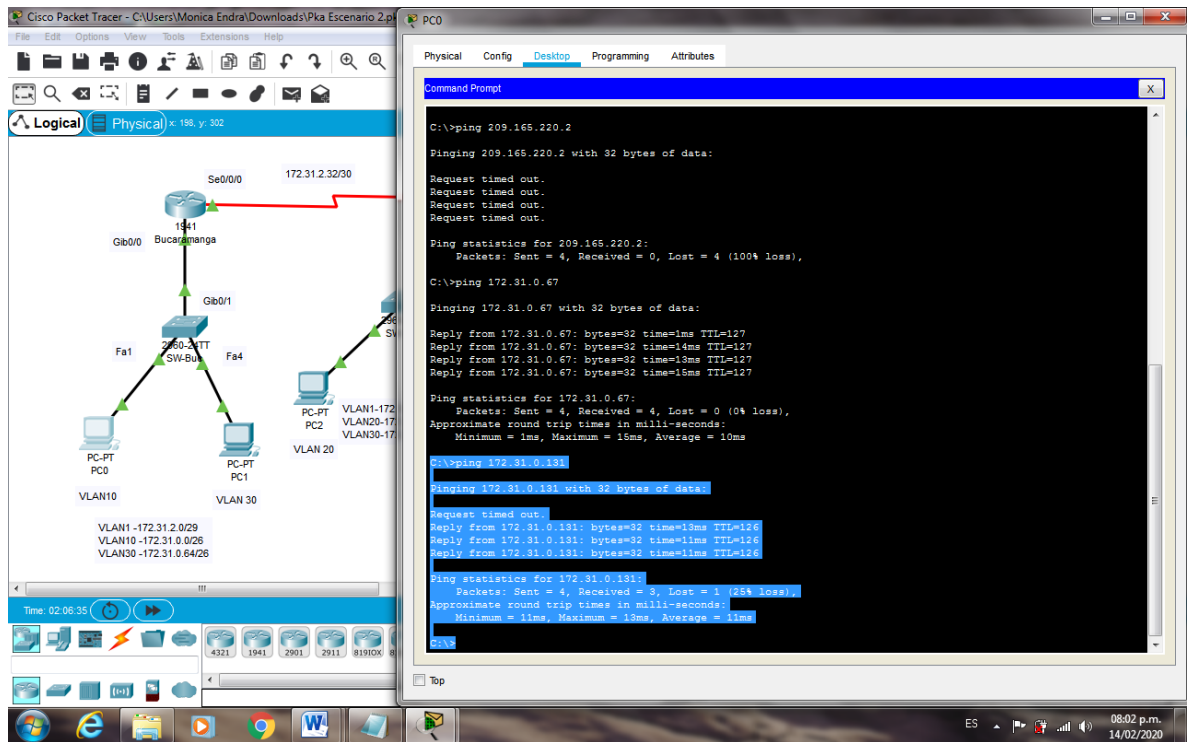 Cisco Packet Tracer - C:\Users\Monica Endra\Downloads\Pka Escenario 2.pk
File Edit Options View Tools Extensions Help
Logical Physical x: 198, y: 302
Se0/0/0
172.31.2.32/30
1941
Bucaramanga
Gib0/0
Gib0/1
2960-24TT
SW-Buc
Fa1
Fa4
PC-PT
PC0
VLAN10
PC-PT
PC1
VLAN 30
PC-PT
PC2
VLAN 20
VLAN1-172
VLAN20-17
VLAN30-17
VLAN1 -172.31.2.0/29
VLAN10 -172.31.0.0/26
VLAN30 -172.31.0.64/26
Time: 02:06:35
4321 1941 2901 2911 819IOX
PC0
Physical Config Desktop Programming Attributes
Command Prompt
X
C:\>ping 209.165.220.2
Pinging 209.165.220.2 with 32 bytes of data:
Request timed out.
Request timed out.
Request timed out.
Request timed out.
Ping statistics for 209.165.220.2:
Packets: Sent = 4, Received = 0, Lost = 4 (100% loss),
C:\>ping 172.31.0.67
Pinging 172.31.0.67 with 32 bytes of data:
Reply from 172.31.0.67: bytes=32 time=1ms TTL=127
Reply from 172.31.0.67: bytes=32 time=14ms TTL=127
Reply from 172.31.0.67: bytes=32 time=13ms TTL=127
Reply from 172.31.0.67: bytes=32 time=15ms TTL=127
Ping statistics for 172.31.0.67:
Packets: Sent = 4, Received = 4, Lost = 0 (0% loss),
Approximate round trip times in milli-seconds:
Minimum = 1ms, Maximum = 15ms, Average = 10ms
C:\>ping 172.31.0.131
Pinging 172.31.0.131 with 32 bytes of data:
Request timed out.
Reply from 172.31.0.131: bytes=32 time=13ms TTL=126
Reply from 172.31.0.131: bytes=32 time=11ms TTL=126
Reply from 172.31.0.131: bytes=32 time=11ms TTL=126
Ping statistics for 172.31.0.131:
Packets: Sent = 4, Received = 3, Lost = 1 (25% loss),
Approximate round trip times in milli-seconds:
Minimum = 11ms, Maximum = 13ms, Average = 11ms
C:\>
Top
ES
08:02 p.m.
14/02/2020